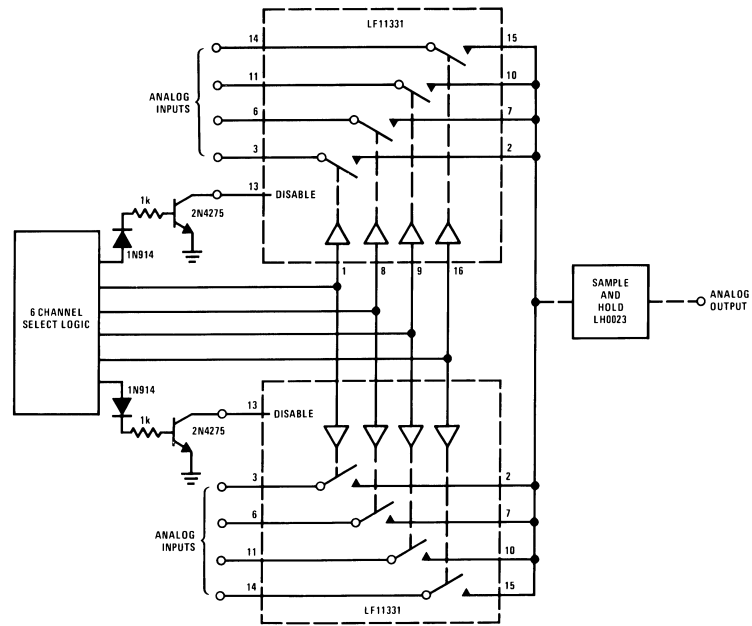 LF11331
14
15
11
10
ANALOG
INPUTS
6
7
3
2
13
DISABLE
1k
2N4275
1N914
1
8
9
16
6 CHANNEL
SELECT LOGIC
SAMPLE
AND
HOLD
LH0023
ANALOG
OUTPUT
1N914
1k
2N4275
13
DISABLE
3
2
6
7
ANALOG
INPUTS
11
10
14
15
LF11331